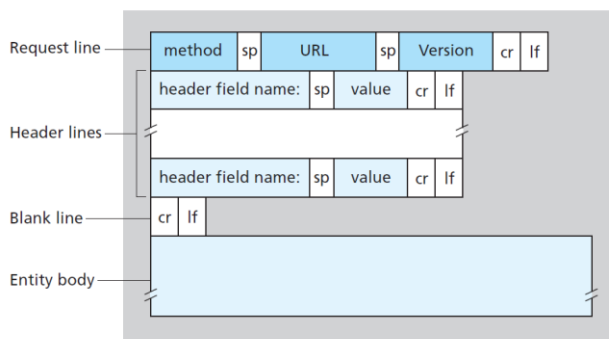 Request line method sp URL sp Version cr lf
header field name: sp value cr lf
Header lines
header field name: sp value cr lf
Blank line cr lf
Entity body